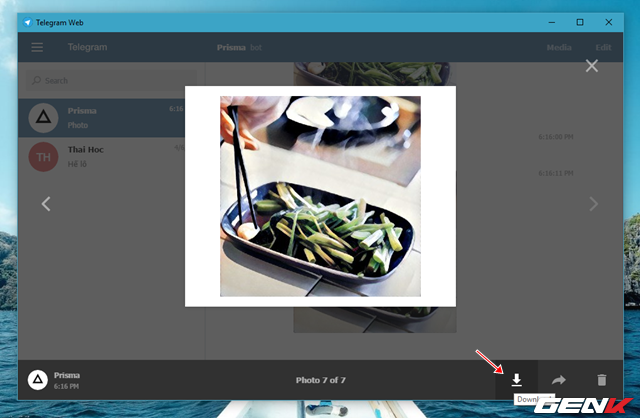 Telegram Web
Telegram
Prisma bot
Media
Edit
Search
Prisma
6:16
Photo
TH
Thai Hoc
Hế lô
6:16:00 PM
6:16:11 PM
Prisma
6:16 PM
Photo 7 of 7
Download
GENK